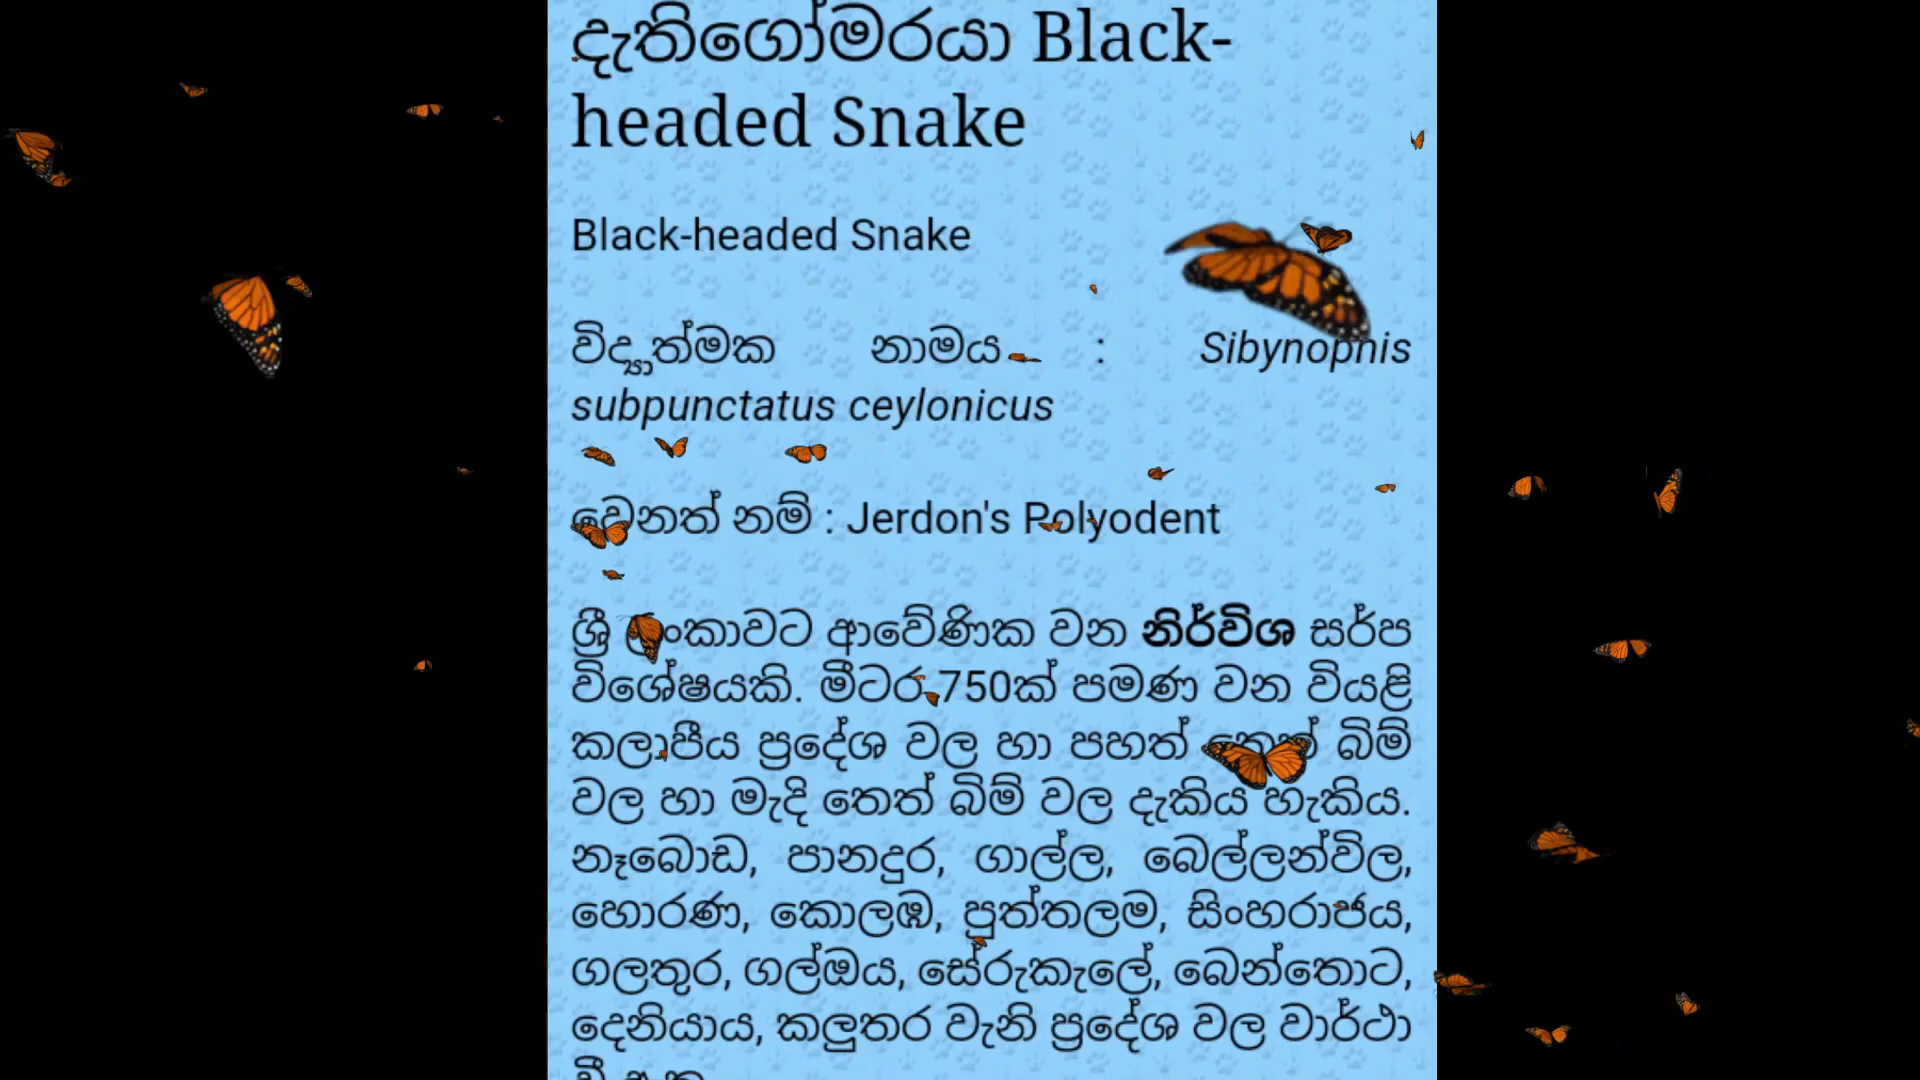 දැතිගෝමරයා Black-
headed Snake
Black-headed Snake
විද්‍යාත්මක නාමය : Sibynophis
subpunctatus ceylonicus
වෙනත් නම් : Jerdon's Polyodent
ශ්‍රී ලංකාවට ආවේණික වන නිර්විශ සර්ප
විශේෂයකි. මීටර 750ක් පමණ වන වියළි
කලාපීය ප්‍රදේශ වල හා පහත් තෙත් බිම්
වල හා මැදි තෙත් බිම් වල දැකිය හැකිය.
නෑබොඩ, පානදුර, ගාල්ල, බෙල්ලන්විල,
හොරණ, කොලඹ, පුත්තලම, සිංහරාජය,
ගලතුර, ගල්ඔය, සේරුකැලේ, බෙන්තොට,
දෙනියාය, කලුතර වැනි ප්‍රදේශ වල වාර්ථා